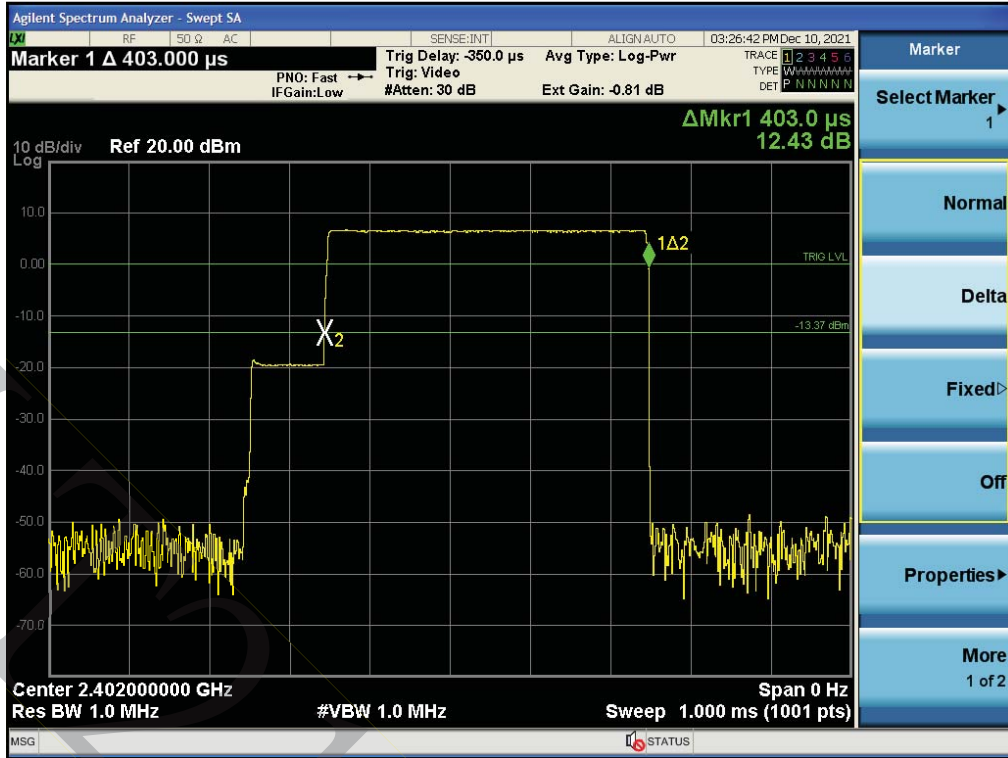 Agilent Spectrum Analyzer - Swept SA
LXI RF 50 Ω AC SENSE:INT ALIGN AUTO 03:26:42 PM Dec 10, 2021
Marker 1 Δ 403.000 µs
PNO: Fast
IFGain:Low
Trig Delay: -350.0 µs
Trig: Video
#Atten: 30 dB
Avg Type: Log-Pwr
Ext Gain: -0.81 dB
TRACE 1 2 3 4 5 6
TYPE W
DET P N N N N N
ΔMkr1 403.0 µs
12.43 dB
10 dB/div Ref 20.00 dBm
Log
10.0
0.00
-10.0
-20.0
-30.0
-40.0
-50.0
-60.0
-70.0
1Δ2
TRIG LVL
-13.37 dBm
X2
Center 2.402000000 GHz Span 0 Hz
Res BW 1.0 MHz #VBW 1.0 MHz Sweep 1.000 ms (1001 pts)
MSG STATUS
Marker
Select Marker
1
Normal
Delta
Fixed
Off
Properties
More
1 of 2